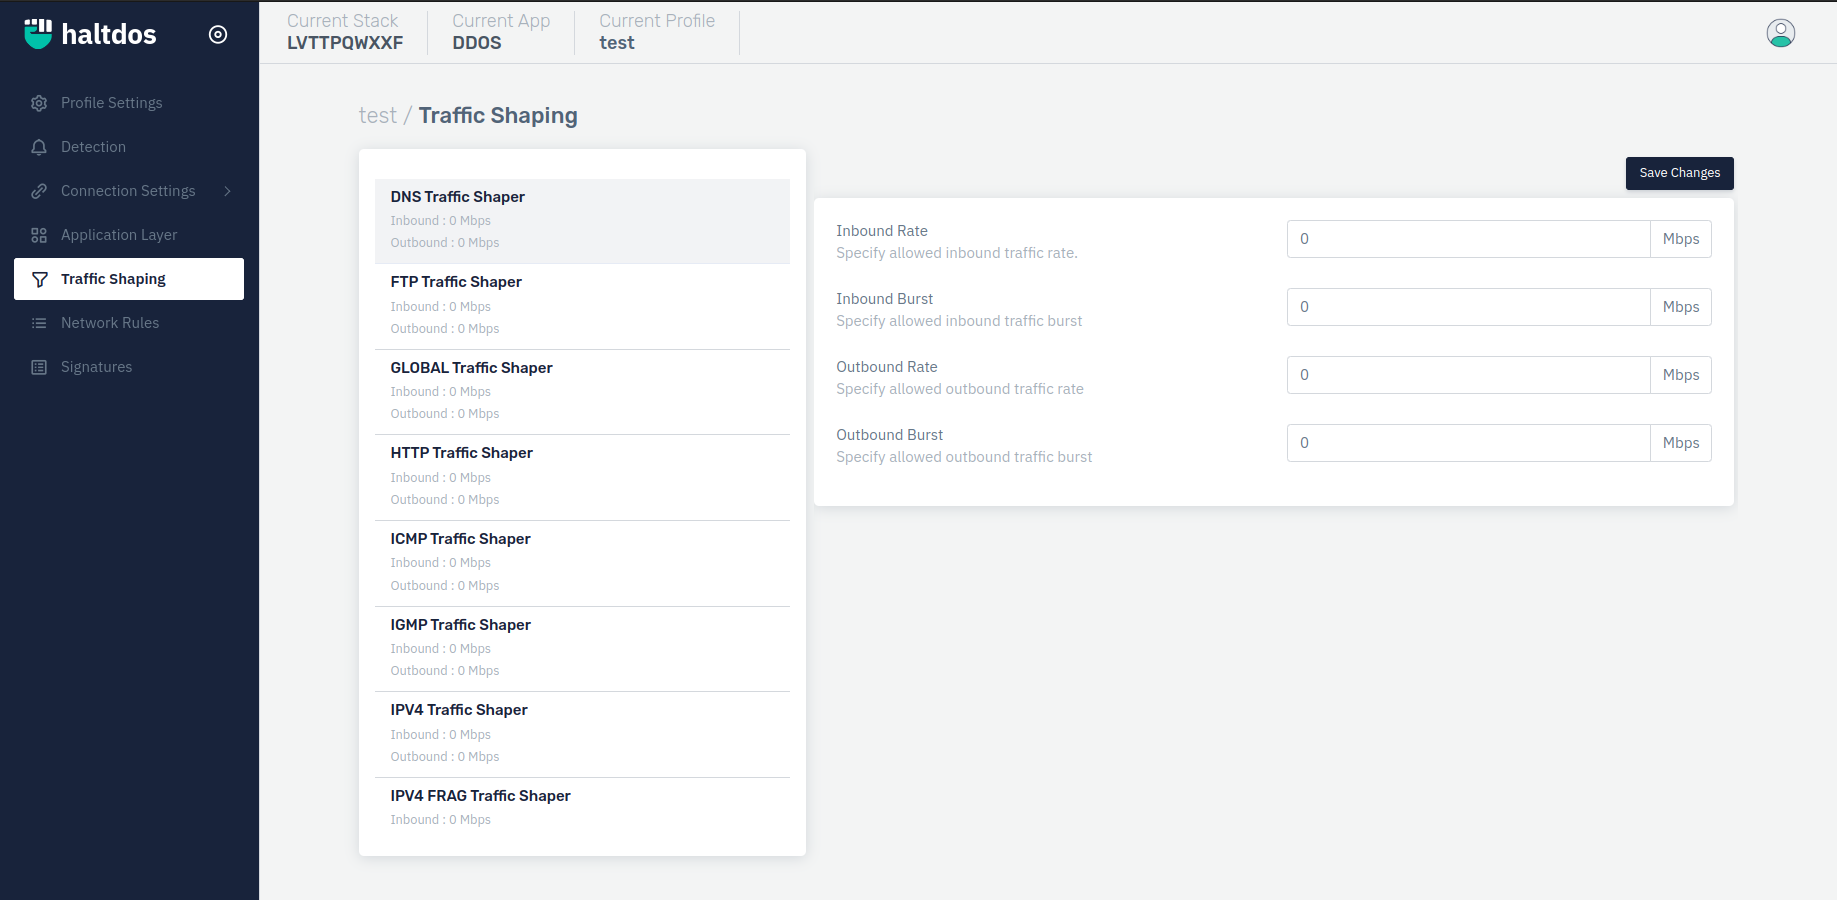 haltdos
Current Stack
LVTTPQWXXF
Current App
DDOS
Current Profile
test
Profile Settings
Detection
Connection Settings
Application Layer
Traffic Shaping
Network Rules
Signatures
test / Traffic Shaping
DNS Traffic Shaper
Inbound : 0 Mbps
Outbound : 0 Mbps
FTP Traffic Shaper
Inbound : 0 Mbps
Outbound : 0 Mbps
GLOBAL Traffic Shaper
Inbound : 0 Mbps
Outbound : 0 Mbps
HTTP Traffic Shaper
Inbound : 0 Mbps
Outbound : 0 Mbps
ICMP Traffic Shaper
Inbound : 0 Mbps
Outbound : 0 Mbps
IGMP Traffic Shaper
Inbound : 0 Mbps
Outbound : 0 Mbps
IPV4 Traffic Shaper
Inbound : 0 Mbps
Outbound : 0 Mbps
IPV4 FRAG Traffic Shaper
Inbound : 0 Mbps
Save Changes
Inbound Rate
Specify allowed inbound traffic rate.
0 Mbps
Inbound Burst
Specify allowed inbound traffic burst
0 Mbps
Outbound Rate
Specify allowed outbound traffic rate
0 Mbps
Outbound Burst
Specify allowed outbound traffic burst
0 Mbps